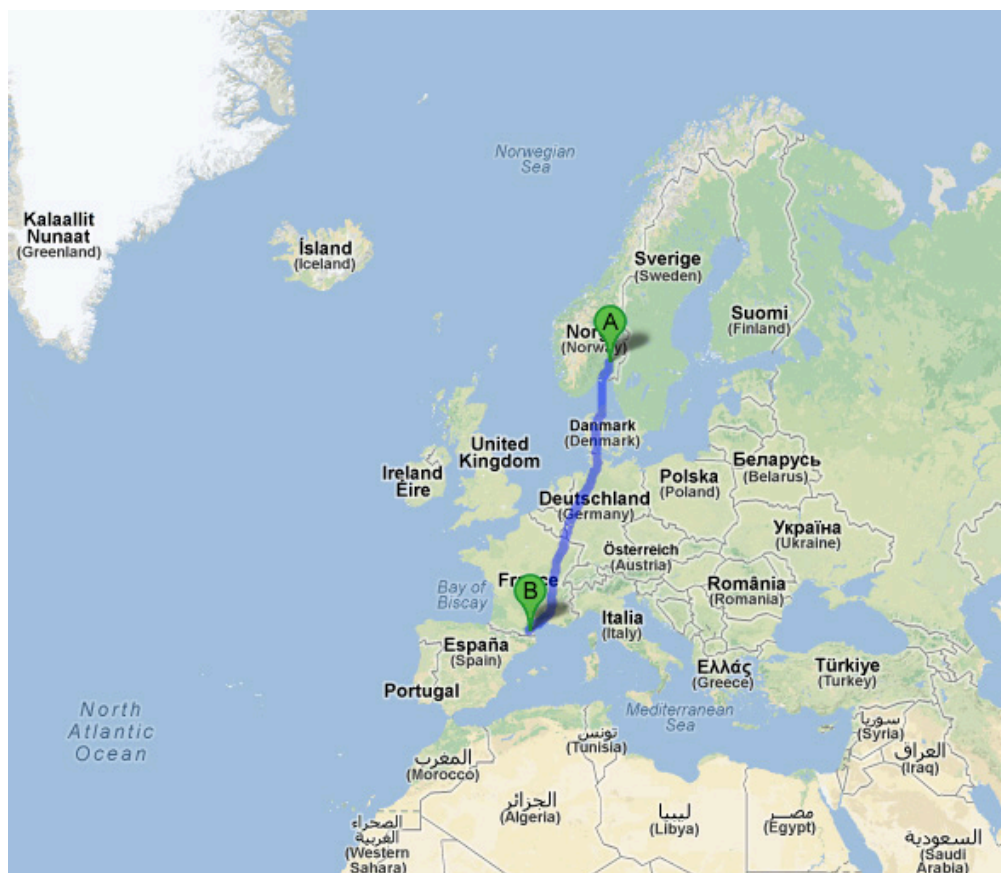 Norwegian
Sea
Kalaallit
Nunaat
(Greenland)
Ísland
(Iceland)
Sverige
(Sweden)
Suomi
(Finland)
A
Norge
(Norway)
Danmark
(Denmark)
United
Kingdom
Ireland
Éire
Polska
(Poland)
Беларусь
(Belarus)
Deutschland
(Germany)
Україна
(Ukraine)
Österreich
(Austria)
France
B
Bay of
Biscay
România
(Romania)
Italia
(Italy)
España
(Spain)
Ελλάς
(Greece)
Türkiye
(Turkey)
Portugal
North
Atlantic
Ocean
Mediterranean
Sea
تونس
(Tunisia)
سوريا
(Syria)
المغرب
(Morocco)
العراق
(Iraq)
الجزائر
(Algeria)
ليبيا
(Libya)
مصر
(Egypt)
الصحراء
الغربية
(Western
Sahara)
السعودية
(Saudi
Arabia)